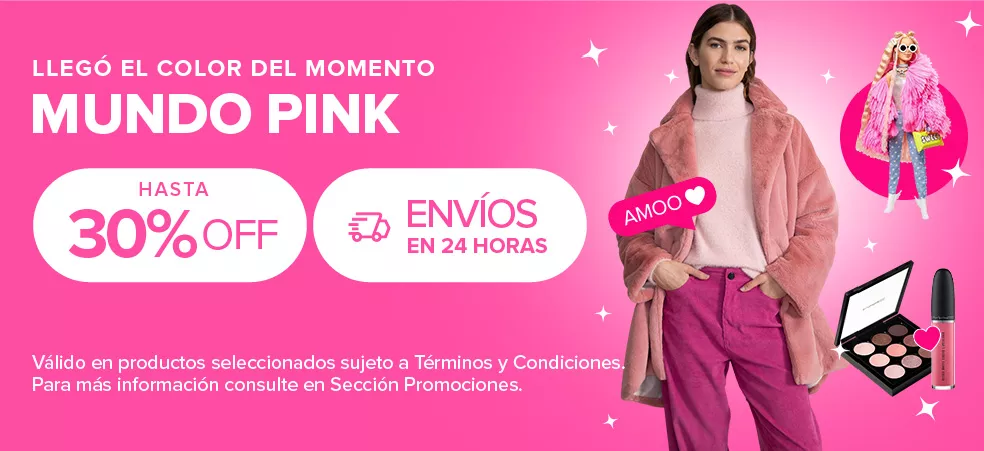 LLEGÓ EL COLOR DEL MOMENTO
MUNDO PINK
HASTA
30% OFF
ENVÍOS
EN 24 HORAS
AMOO
Válido en productos seleccionados sujeto a Términos y Condiciones.
Para más información consulte en Sección Promociones.